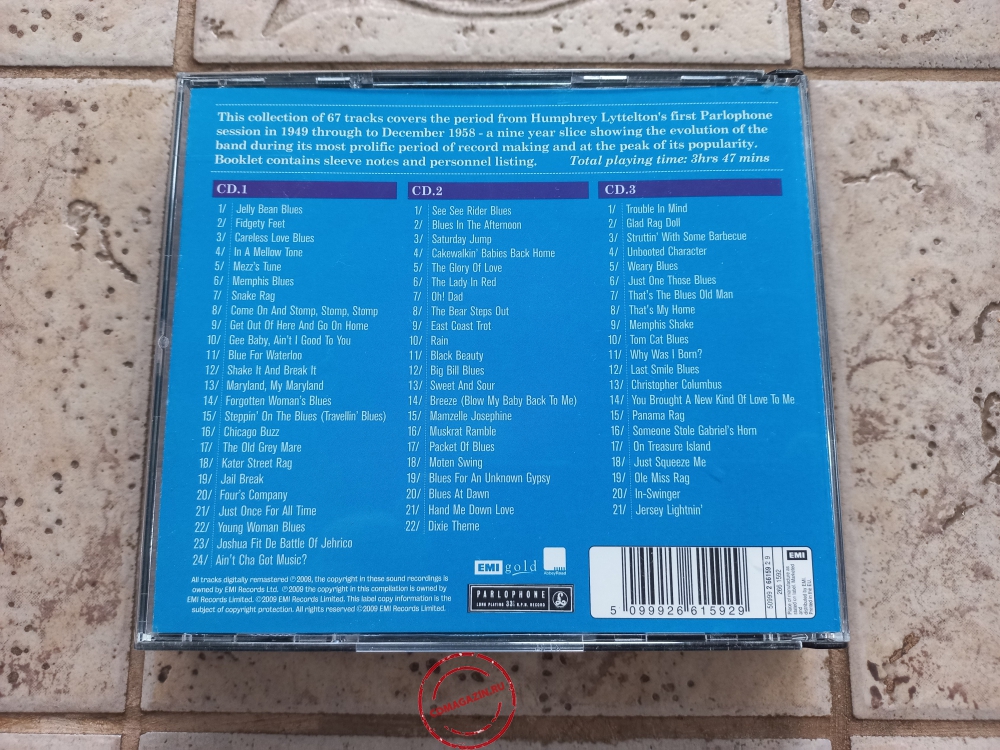 This collection of 67 tracks covers the period from Humphrey Lyttelton's first Parlophone
session in 1949 through to December 1958 - a nine year slice showing the evolution of the
band during its most prolific period of record making and at the peak of its popularity.
Booklet contains sleeve notes and personnel listing. Total playing time: 3hrs 47 mins
CD.1
1/ Jelly Bean Blues
2/ Fidgety Feet
3/ Careless Love Blues
4/ In A Mellow Tone
5/ Mezz's Tune
6/ Memphis Blues
7/ Snake Rag
8/ Come On And Stomp, Stomp, Stomp
9/ Get Out Of Here And Go On Home
10/ Gee Baby, Ain't I Good To You
11/ Blue For Waterloo
12/ Shake It And Break It
13/ Maryland, My Maryland
14/ Forgotten Woman's Blues
15/ Steppin' On The Blues (Travellin' Blues)
16/ Chicago Buzz
17/ The Old Grey Mare
18/ Kater Street Rag
19/ Jail Break
20/ Four's Company
21/ Just Once For All Time
22/ Young Woman Blues
23/ Joshua Fit De Battle Of Jehrico
24/ Ain't Cha Got Music?
CD.2
1/ See See Rider Blues
2/ Blues In The Afternoon
3/ Saturday Jump
4/ Cakewalkin' Babies Back Home
5/ The Glory Of Love
6/ The Lady In Red
7/ Oh! Dad
8/ The Bear Steps Out
9/ East Coast Trot
10/ Rain
11/ Black Beauty
12/ Big Bill Blues
13/ Sweet And Sour
14/ Breeze (Blow My Baby Back To Me)
15/ Mamzelle Josephine
16/ Muskrat Ramble
17/ Packet Of Blues
18/ Moten Swing
19/ Blues For An Unknown Gypsy
20/ Blues At Dawn
21/ Hand Me Down Love
22/ Dixie Theme
CD.3
1/ Trouble In Mind
2/ Glad Rag Doll
3/ Struttin' With Some Barbecue
4/ Unbooted Character
5/ Weary Blues
6/ Just One Those Blues
7/ That's The Blues Old Man
8/ That's My Home
9/ Memphis Shake
10/ Tom Cat Blues
11/ Why Was I Born?
12/ Last Smile Blues
13/ Christopher Columbus
14/ You Brought A New Kind Of Love To Me
15/ Panama Rag
16/ Someone Stole Gabriel's Horn
17/ On Treasure Island
18/ Just Squeeze Me
19/ Ole Miss Rag
20/ In-Swinger
21/ Jersey Lightnin'
All tracks digitally remastered ℗2009, the copyright in these sound recordings is
owned by EMI Records Ltd. ℗2009 the copyright in this compilation is owned by
EMI Records Limited. ©2009 EMI Records Limited. This label copy information is the
subject of copyright protection. All rights reserved ©2009 EMI Records Limited.
EMI gold
AbbeyRoad
PARLOPHONE
LONG PLAYING 33⅓ R.P.M. RECORD
5 099926 615929
50999 2 66159 2 9
266 1592
EMI
CDMAGAZIN.RU